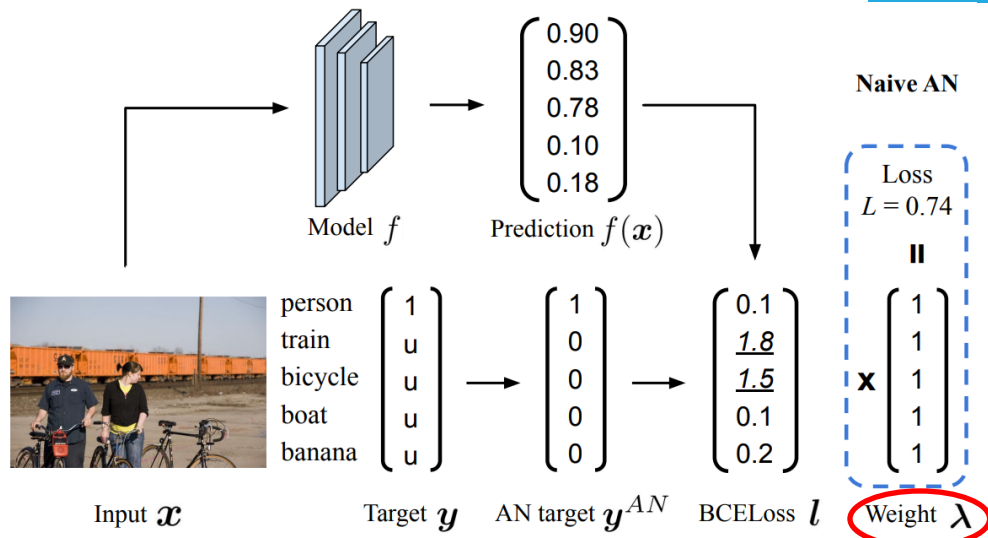 0.90
0.83
0.78
0.10
0.18
Naive AN
Model f
Prediction f(x)
Loss
L = 0.74
=
person
train
bicycle
boat
banana
1
u
u
u
u
1
0
0
0
0
0.1
1.8
1.5
0.1
0.2
x
1
1
1
1
1
Input x
Target y
AN target y^{AN}
BCELoss l
Weight λ